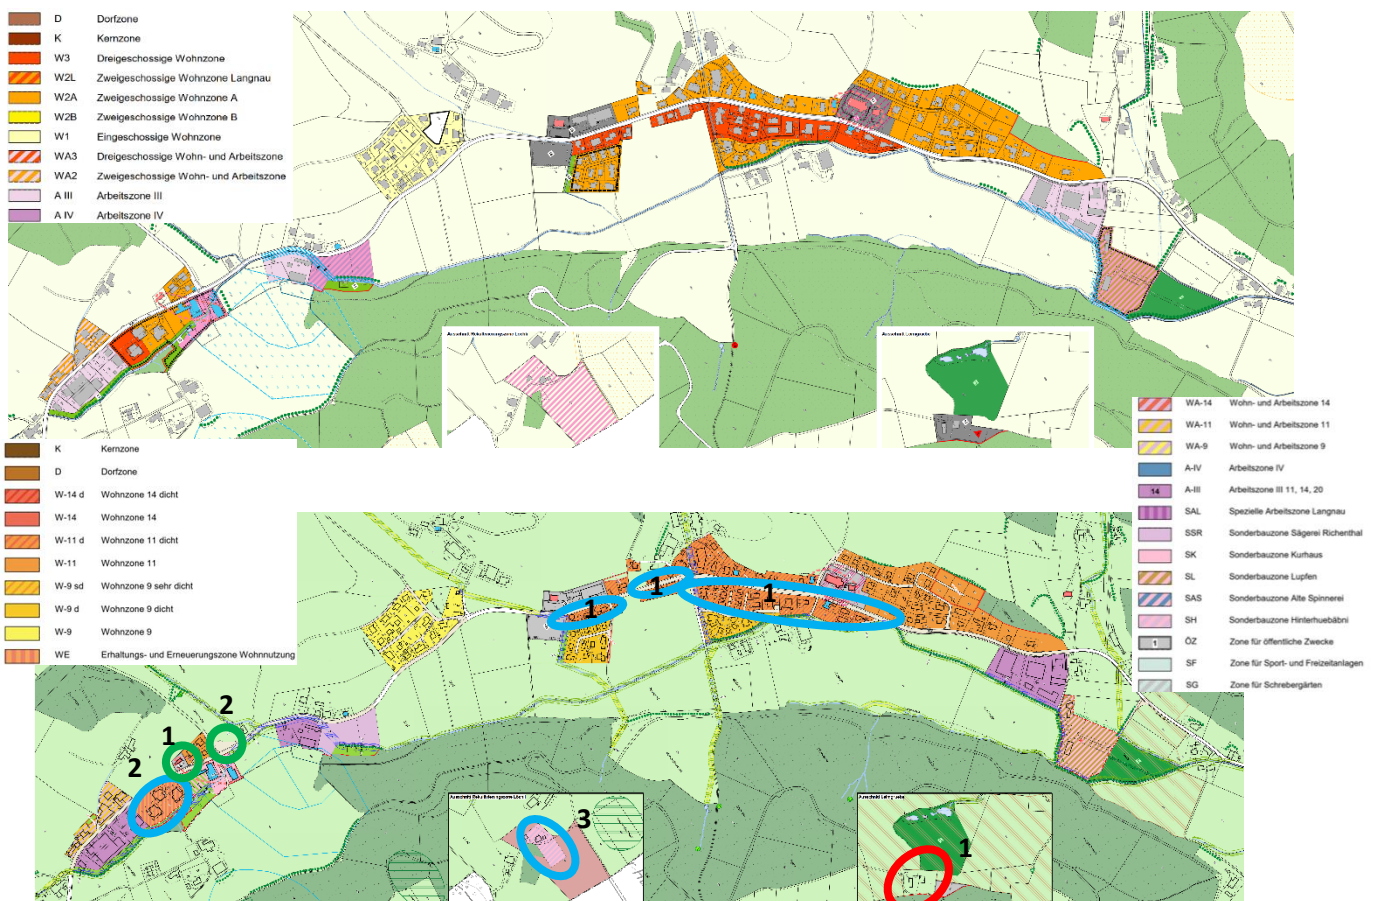 D Dorfzone
K Kernzone
W3 Dreigeschossige Wohnzone
W2L Zweigeschossige Wohnzone Langnau
W2A Zweigeschossige Wohnzone A
W2B Zweigeschossige Wohnzone B
W1 Eingeschossige Wohnzone
WA3 Dreigeschossige Wohn- und Arbeitszone
WA2 Zweigeschossige Wohn- und Arbeitszone
A III Arbeitszone III
A IV Arbeitszone IV
Ausschnitt Leimgrube
K Kernzone
D Dorfzone
W-14 d Wohnzone 14 dicht
W-14 Wohnzone 14
W-11 d Wohnzone 11 dicht
W-11 Wohnzone 11
W-9 sd Wohnzone 9 sehr dicht
W-9 d Wohnzone 9 dicht
W-9 Wohnzone 9
WE Erhaltungs- und Erneuerungszone Wohnnutzung
WA-14 Wohn- und Arbeitszone 14
WA-11 Wohn- und Arbeitszone 11
WA-9 Wohn- und Arbeitszone 9
A-IV Arbeitszone IV
14 A-III Arbeitszone III 11, 14, 20
SAL Spezielle Arbeitszone Langnau
SSR Sonderbauzone Sägerei Richenthal
SK Sonderbauzone Kurhaus
SL Sonderbauzone Lupfen
SAS Sonderbauzone Alte Spinnerei
SH Sonderbauzone Hinterhuebäbni
1 ÖZ Zone für öffentliche Zwecke
SF Zone für Sport- und Freizeitanlagen
SG Zone für Schrebergärten
1
1
1
2
1
2
Ausschnitt Leimgrube
3
1